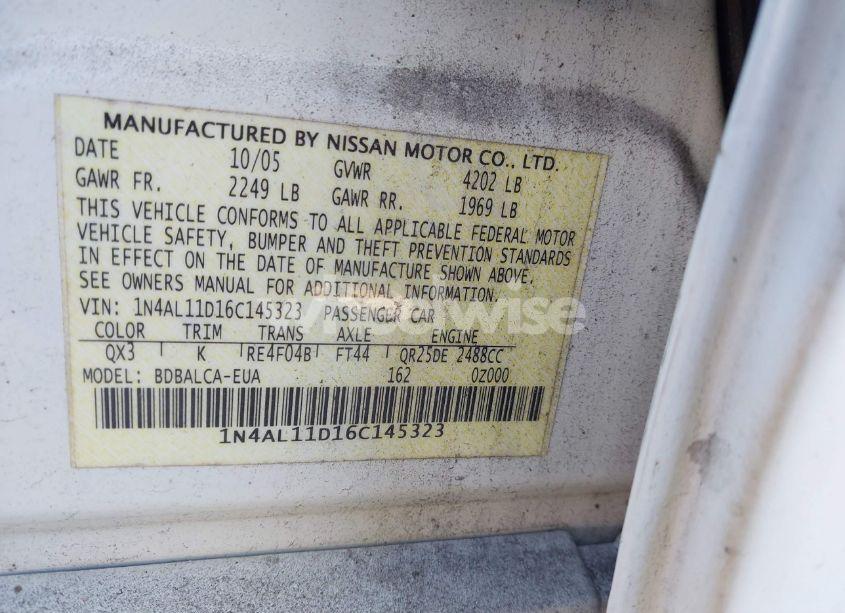 MANUFACTURED BY NISSAN MOTOR CO., LTD.
DATE 10/05 GVWR 4202 LB
GAWR FR. 2249 LB GAWR RR. 1969 LB
THIS VEHICLE CONFORMS TO ALL APPLICABLE FEDERAL MOTOR
VEHICLE SAFETY, BUMPER AND THEFT PREVENTION STANDARDS
IN EFFECT ON THE DATE OF MANUFACTURE SHOWN ABOVE.
SEE OWNERS MANUAL FOR ADDITIONAL INFORMATION.
VIN: 1N4AL11D16C145323 PASSENGER CAR
COLOR TRIM TRANS AXLE ENGINE
QX3 K RE4F04B FT44 QR25DE 2488CC
MODEL: BDBALCA-EUA 162 0Z000
1N4AL11D16C145323